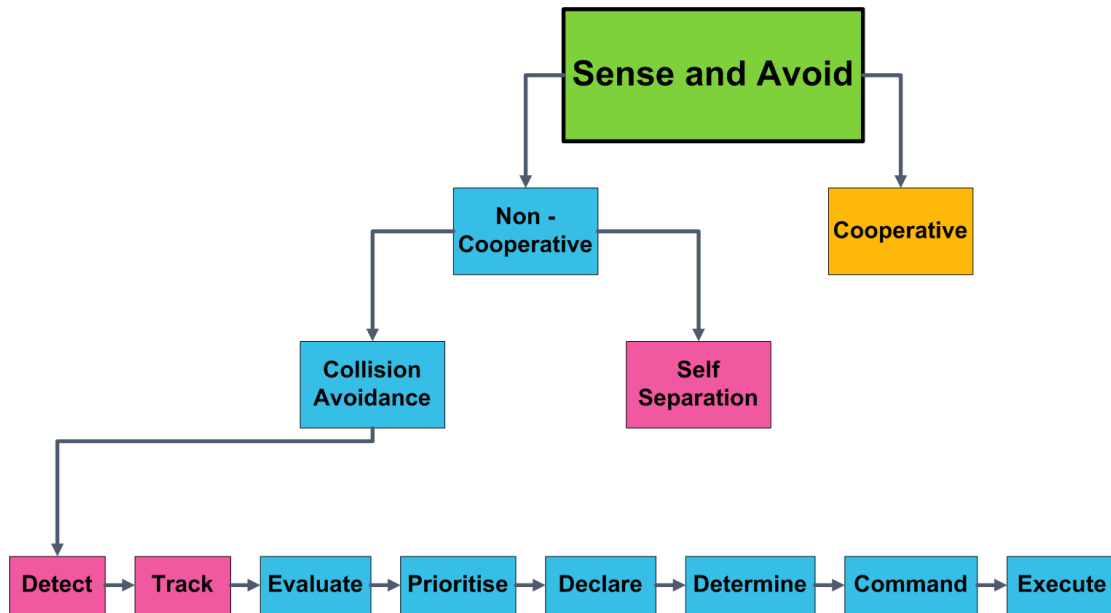 Sense and Avoid
Non -
Cooperative
Cooperative
Collision
Avoidance
Self
Separation
Detect
Track
Evaluate
Prioritise
Declare
Determine
Command
Execute